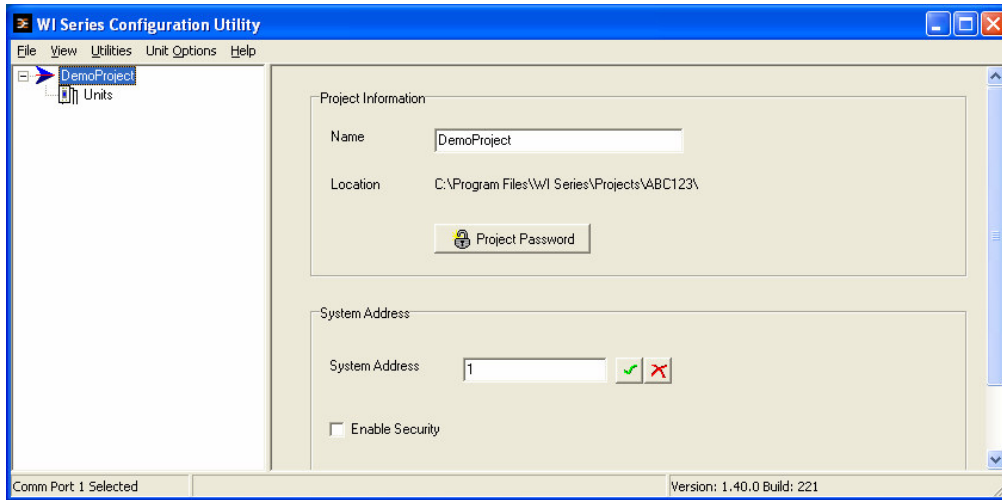 WI Series Configuration Utility
File View Utilities Unit Options Help
DemoProject
Units
Project Information
Name DemoProject
Location C:\Program Files\WI Series\Projects\ABC123\
Project Password
System Address
System Address 1
Enable Security
Comm Port 1 Selected Version: 1.40.0 Build: 221